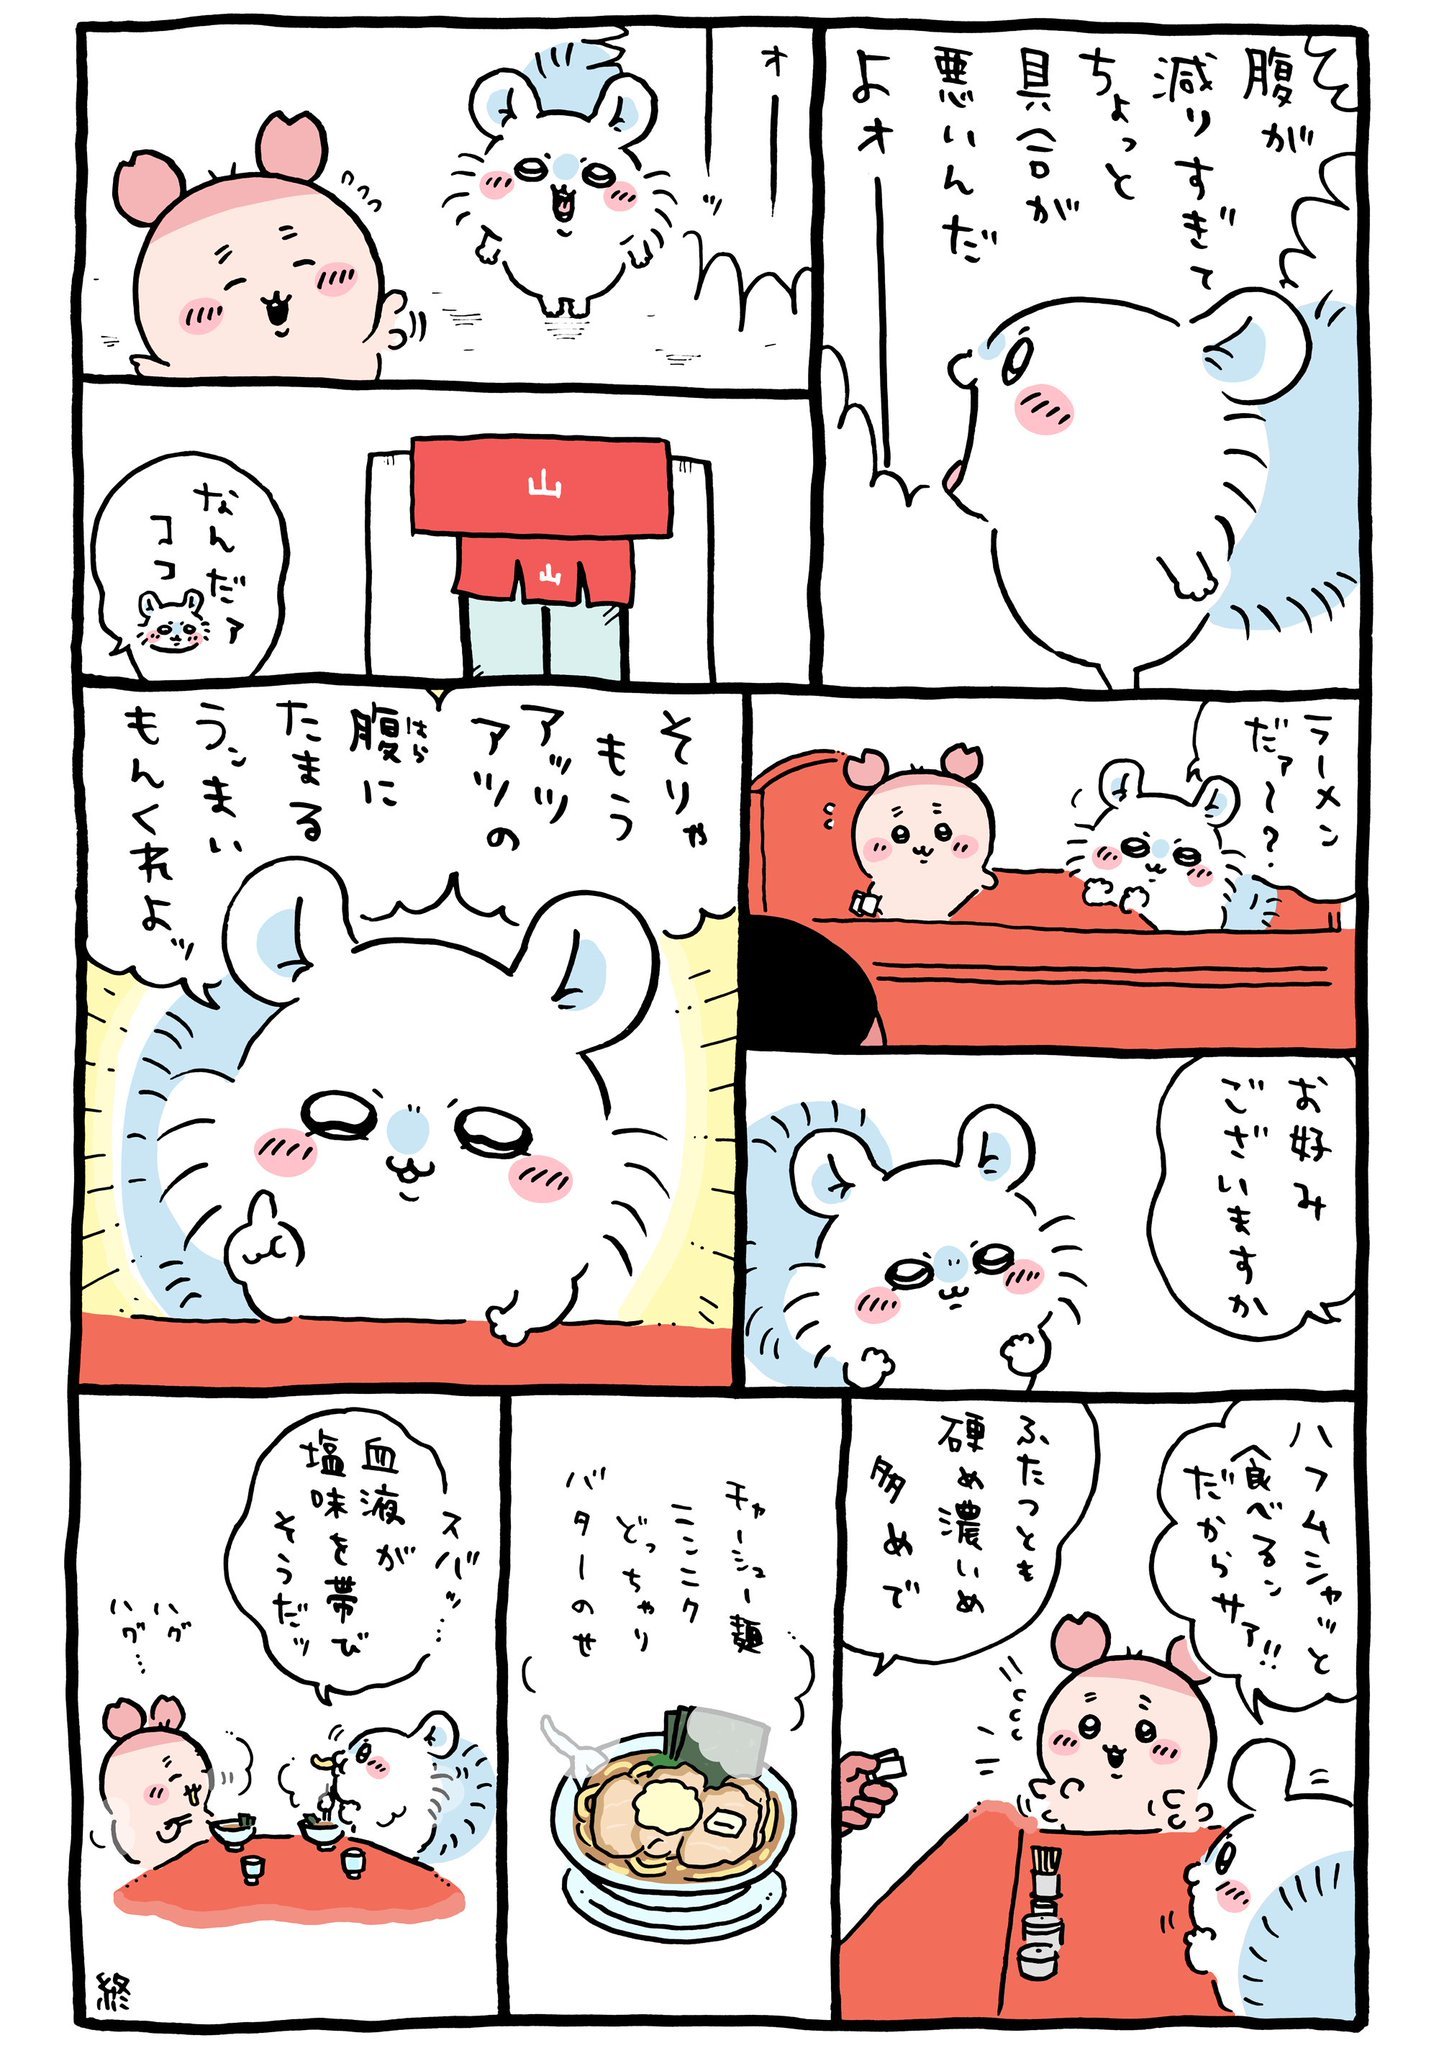 腹が
減りすぎて
ちょっと
具合が
悪いんだ
よォ――
ォ――
ッ
山
山
なんだァ
ココ
ラーメン
だァ〜?
お好み
ございますか
そりゃ
もう
アッツ
アツの
腹に
はら
たまる
うンまい
もんくれよッ
ハフムシャッと
食べるン
だからサァ!!
ふたつとも
硬め濃いめ
多めで
チャーシュー麺
ニンニク
どっちゃり
バターのせ
ズバッ…
血液が
塩味を帯び
そうだッ
ハグ
ハグ…
終